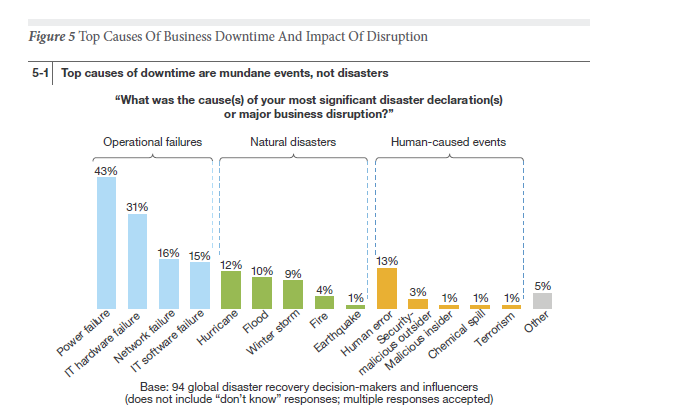 Figure 5 Top Causes Of Business Downtime And Impact Of Disruption
5-1 Top causes of downtime are mundane events, not disasters
“What was the cause(s) of your most significant disaster declaration(s)
or major business disruption?”
Operational failures Natural disasters Human-caused events
43%
31%
16%
15%
12%
10%
9%
4%
1%
13%
3%
1%
1%
1%
5%
Power failure
IT hardware failure
Network failure
IT software failure
Hurricane
Flood
Winter storm
Fire
Earthquake
Human error
Security-
malicious outsider
Malicious insider
Chemical spill
Terrorism
Other
Base: 94 global disaster recovery decision-makers and influencers
(does not include “don’t know” responses; multiple responses accepted)